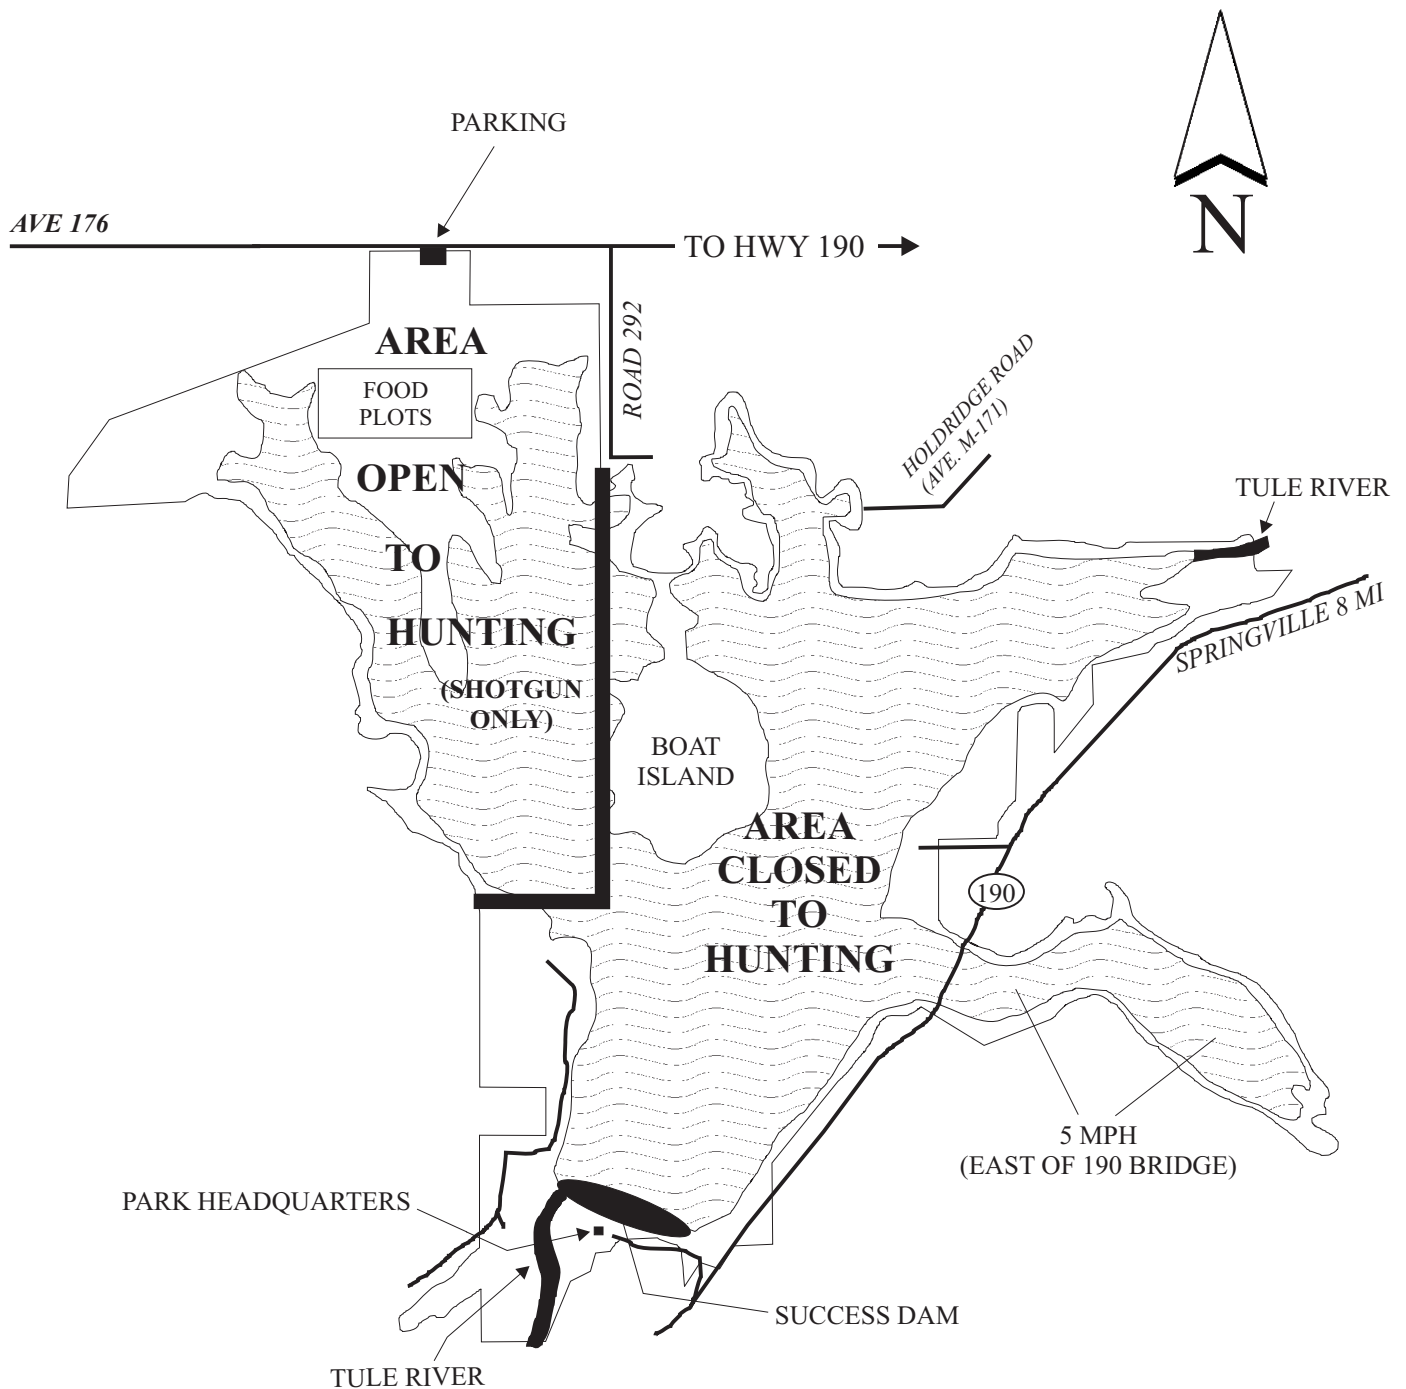 PARKING
AVE 176
TO HWY 190
N
ROAD 292
AREA
FOOD
PLOTS
HOLDRIDGE ROAD
(AVE. M-171)
OPEN
TULE RIVER
TO
HUNTING
SPRINGVILLE 8 MI
(SHOTGUN
ONLY)
BOAT
ISLAND
AREA
CLOSED
TO
HUNTING
190
5 MPH
(EAST OF 190 BRIDGE)
PARK HEADQUARTERS
SUCCESS DAM
TULE RIVER